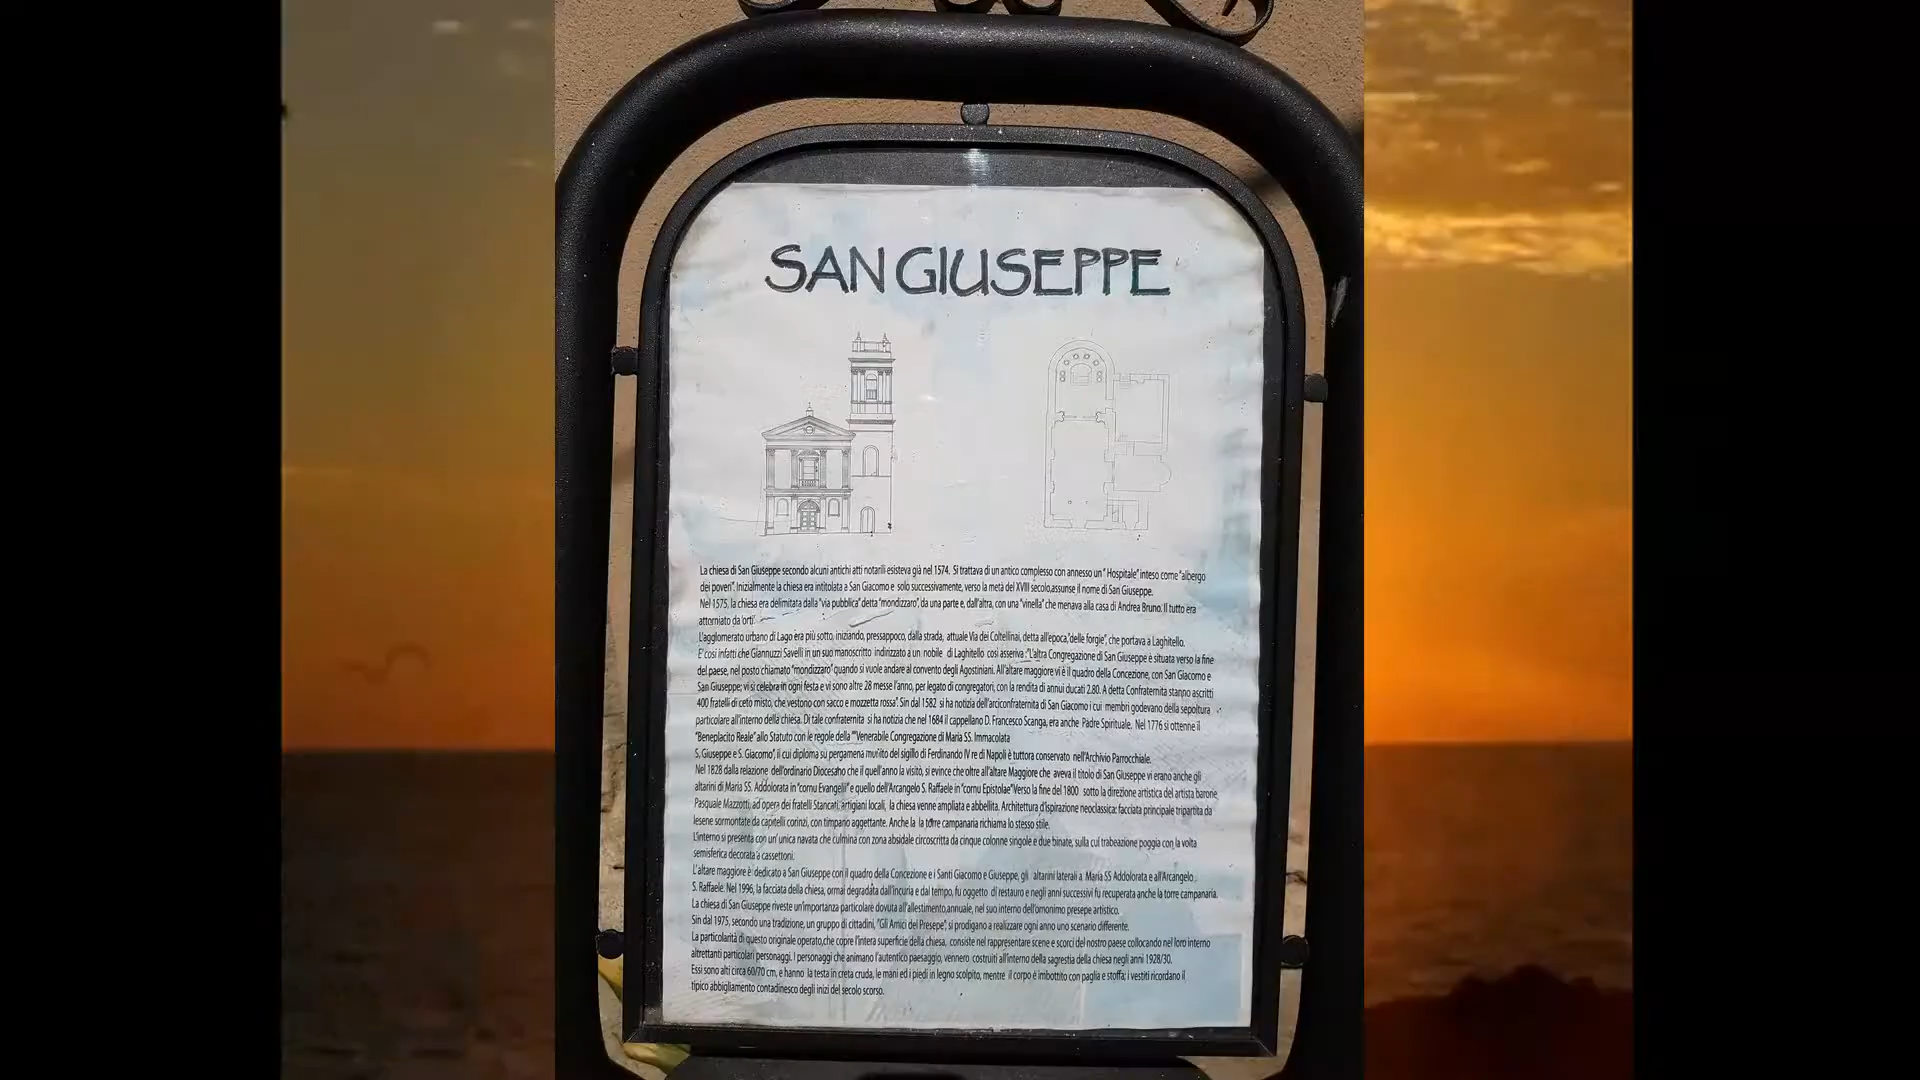 SAN GIUSEPPE
La chiesa di San Giuseppe secondo alcuni antichi atti notarili esisteva già nel 1574. Si trattava di un antico complesso con annesso un " Hospitale" inteso come "albergo
dei poveri". Inizialmente la chiesa era intitolata a San Giacomo e solo successivamente, verso la metà del XVIII secolo,assunse il nome di San Giuseppe.
Nel 1575, la chiesa era delimitata dalla "via pubblica" detta "mondizzaro", da una parte e, dall'altra, con una "vinella" che menava alla casa di Andrea Bruno. Il tutto era
attorniato da 'orti'
L'agglomerato urbano di Lago era più sotto, iniziando, pressappoco, dalla strada, attuale Via dei Coltellinai, detta all'epoca,"delle forgie", che portava a Laghitello.
E' così infatti che Giannuzzi Savelli in un suo manoscritto indirizzato a un nobile di Laghitello così asseriva :"L'altra Congregazione di San Giuseppe è situata verso la fine
del paese, nel posto chiamato "mondizzaro" quando si vuole andare al convento degli Agostiniani. All'altare maggiore vi è il quadro della Concezione, con San Giacomo e
San Giuseppe; vi si celebra in ogni festa e vi sono altre 28 messe l'anno, per legato di congregatori, con la rendita di annui ducati 2.80. A detta Confraternita stanno ascritti
400 fratelli di ceto misto, che vestono con sacco e mozzetta rossa". Sin dal 1582 si ha notizia dell'arciconfraternita di San Giacomo i cui membri godevano della sepoltura
particolare all'interno della chiesa. Di tale confraternita si ha notizia che nel 1684 il cappellano D. Francesco Scanga, era anche Padre Spirituale. Nel 1776 si ottenne il
"Beneplacito Reale" allo Statuto con le regole della ""Venerabile Congregazione di Maria SS. Immacolata
S. Giuseppe e S. Giacomo", il cui diploma su pergamena munito del sigillo di Ferdinando IV re di Napoli è tuttora conservato nell'Archivio Parrocchiale.
Nel 1828 dalla relazione dell'ordinario Diocesano che il quell'anno la visitò, si evince che oltre all'altare Maggiore che aveva il titolo di San Giuseppe vi erano anche gli
altarini di Maria SS. Addolorata in "cornu Evangelii" e quello dell'Arcangelo S. Raffaele in "cornu Epistolae"Verso la fine del 1800 sotto la direzione artistica del artista barone
Pasquale Mazzotti, ad opera dei fratelli Stancati, artigiani locali, la chiesa venne ampliata e abbellita. Architettura d'ispirazione neoclassica: facciata principale tripartita da
lesene sormontate da capitelli corinzi, con timpano aggettante. Anche la la torre campanaria richiama lo stesso stile.
L'interno si presenta con un'unica navata che culmina con zona absidale circoscritta da cinque colonne singole e due binate, sulla cui trabeazione poggia con la volta
semisferica decorata a cassettoni.
L'altare maggiore è dedicato a San Giuseppe con il quadro della Concezione e i Santi Giacomo e Giuseppe, gli altarini laterali a Maria SS Addolorata e all'Arcangelo
S. Raffaele. Nel 1996, la facciata della chiesa, ormai degradata dall'incuria e dal tempo, fu oggetto di restauro e negli anni successivi fu recuperata anche la torre campanaria.
La chiesa di San Giuseppe riveste un'importanza particolare dovuta all'allestimento,annuale, nel suo interno dell'omonimo presepe artistico.
Sin dal 1975, secondo una tradizione, un gruppo di cittadini, "Gli Amici del Presepe", si prodigano a realizzare ogni anno uno scenario differente.
La particolarità di questo originale operato,che copre l'intera superficie della chiesa, consiste nel rappresentare scene e scorci del nostro paese collocando nel loro interno
altrettanti particolari personaggi. I personaggi che animano l'autentico paesaggio, vennero costruiti all'interno della sagrestia della chiesa negli anni 1928/30.
Essi sono alti circa 60/70 cm, e hanno la testa in creta cruda, le mani ed i piedi in legno scolpito, mentre il corpo è imbottito con paglia e stoffa; i vestiti ricordano il
tipico abbigliamento contadinesco degli inizi del secolo scorso.